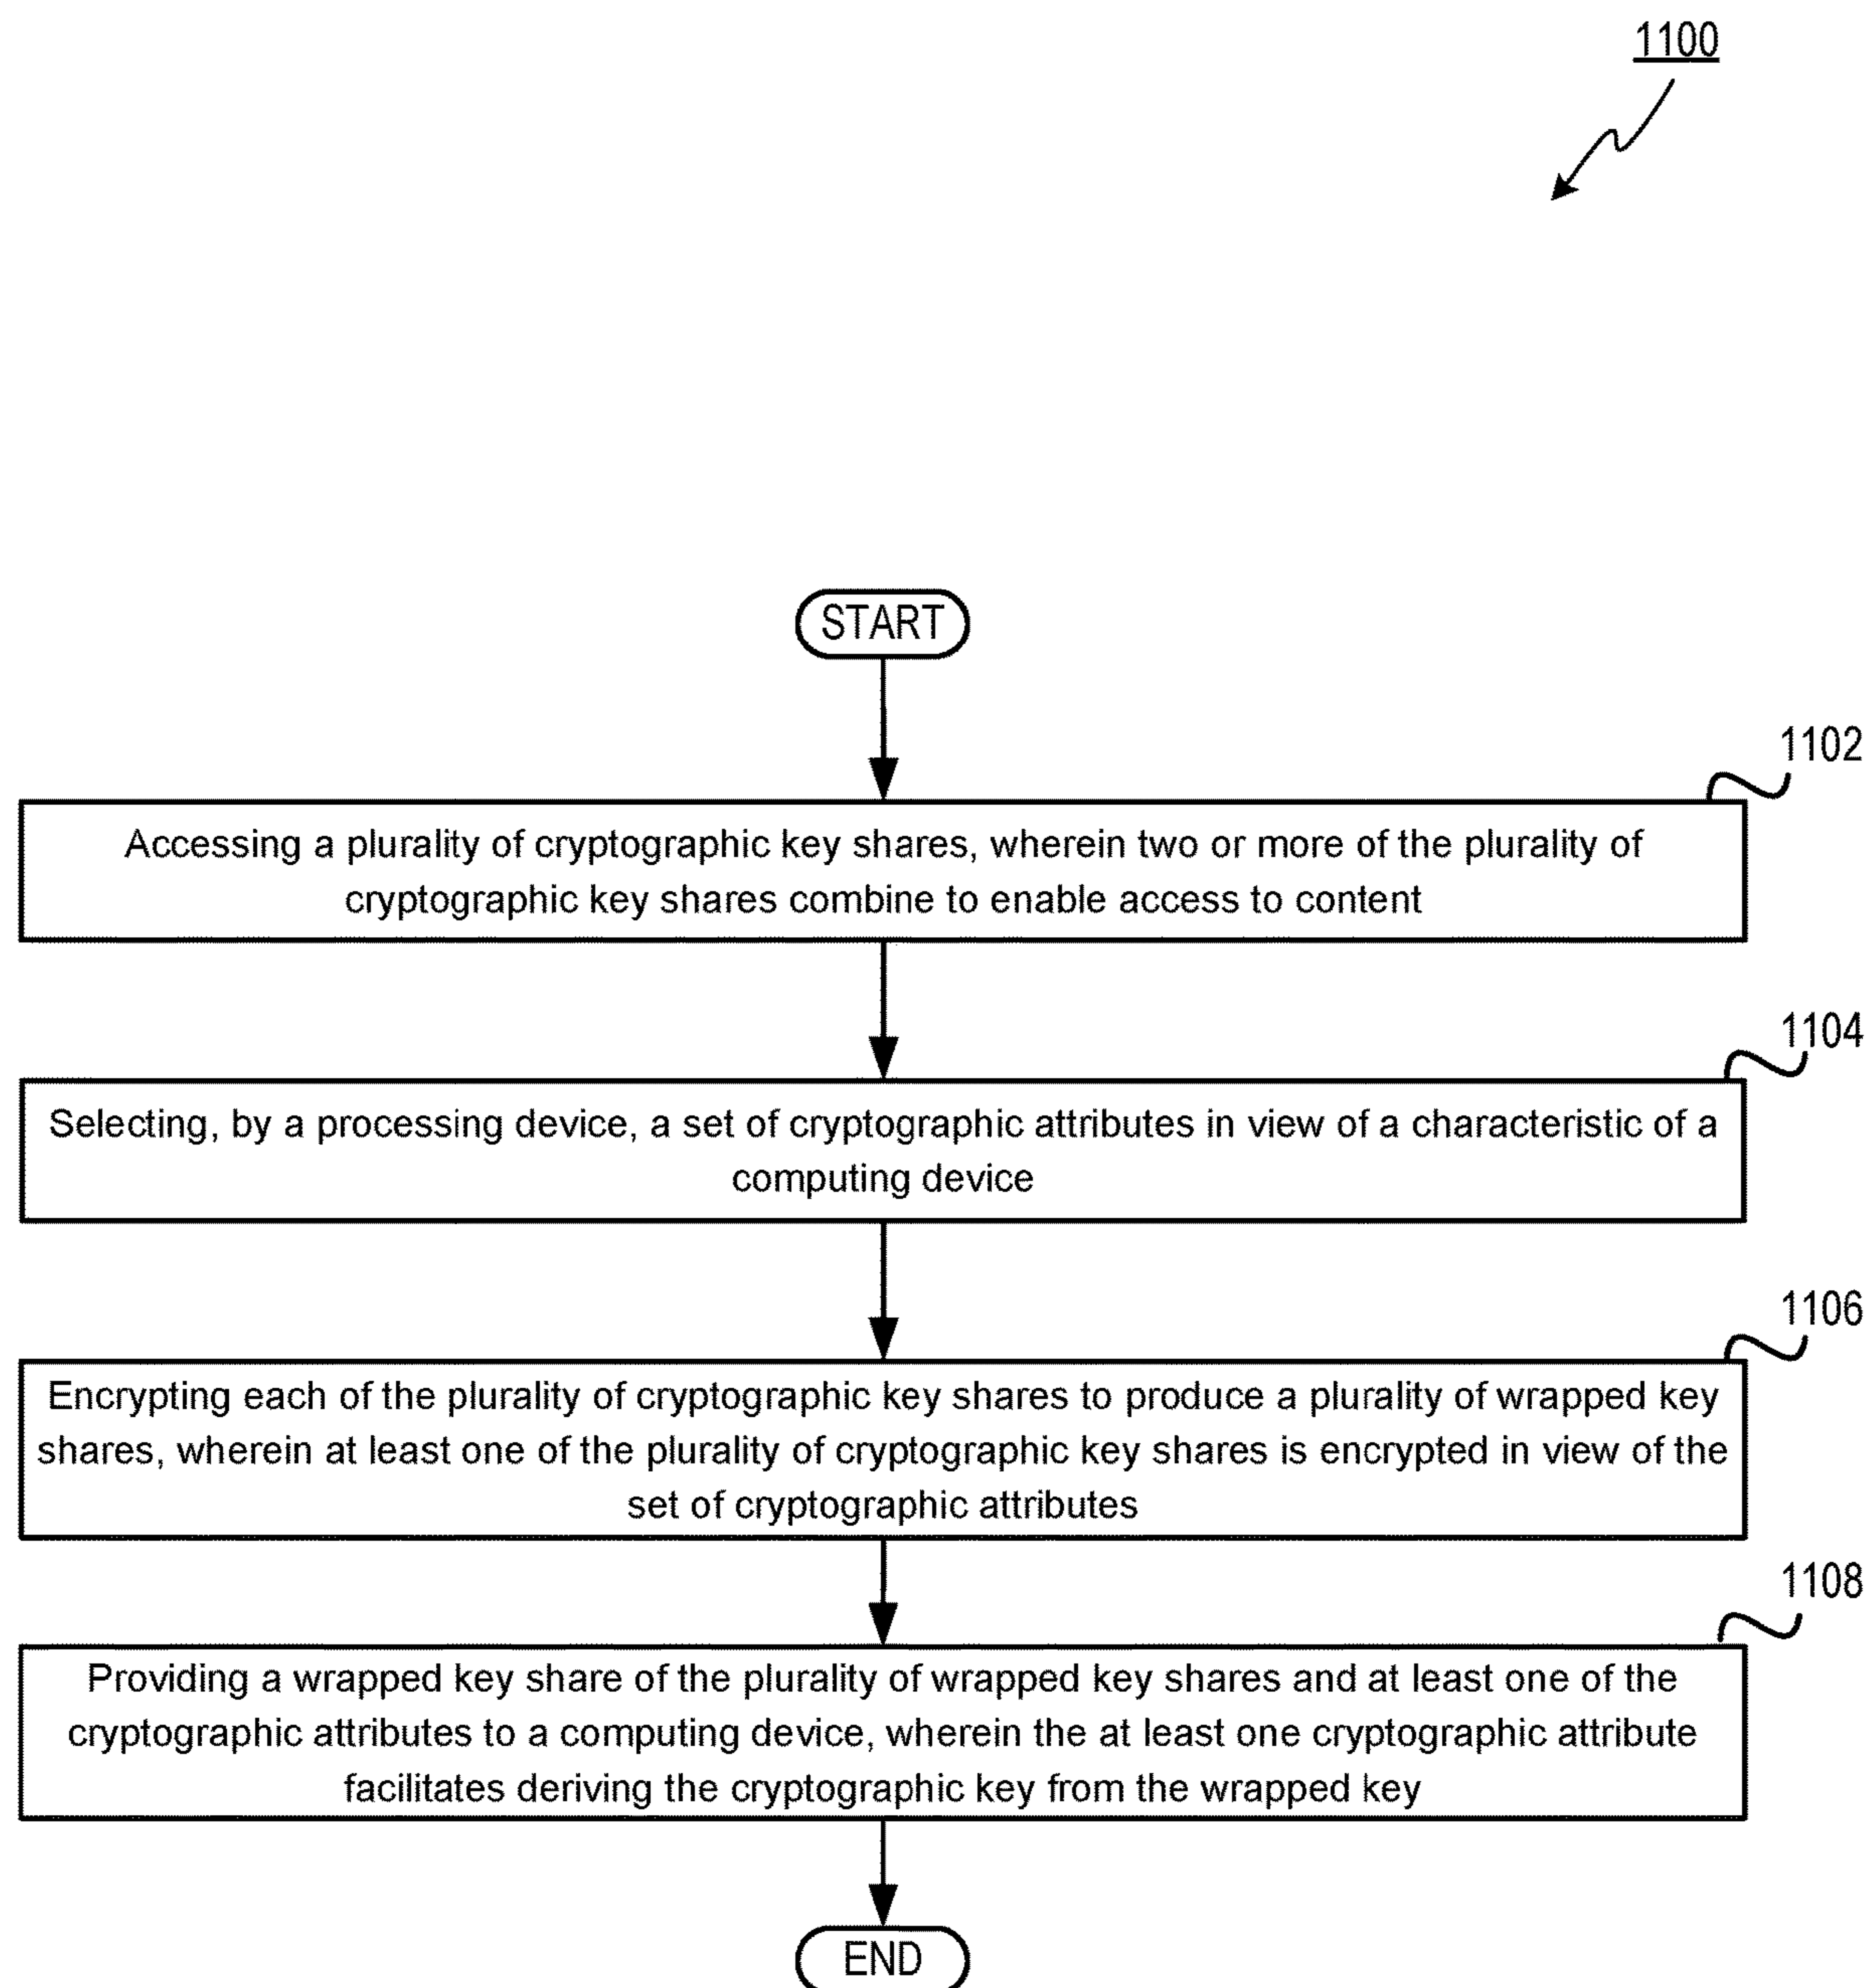 1100
START
1102
Accessing a plurality of cryptographic key shares, wherein two or more of the plurality of
cryptographic key shares combine to enable access to content
1104
Selecting, by a processing device, a set of cryptographic attributes in view of a characteristic of a
computing device
1106
Encrypting each of the plurality of cryptographic key shares to produce a plurality of wrapped key
shares, wherein at least one of the plurality of cryptographic key shares is encrypted in view of the
set of cryptographic attributes
1108
Providing a wrapped key share of the plurality of wrapped key shares and at least one of the
cryptographic attributes to a computing device, wherein the at least one cryptographic attribute
facilitates deriving the cryptographic key from the wrapped key
END